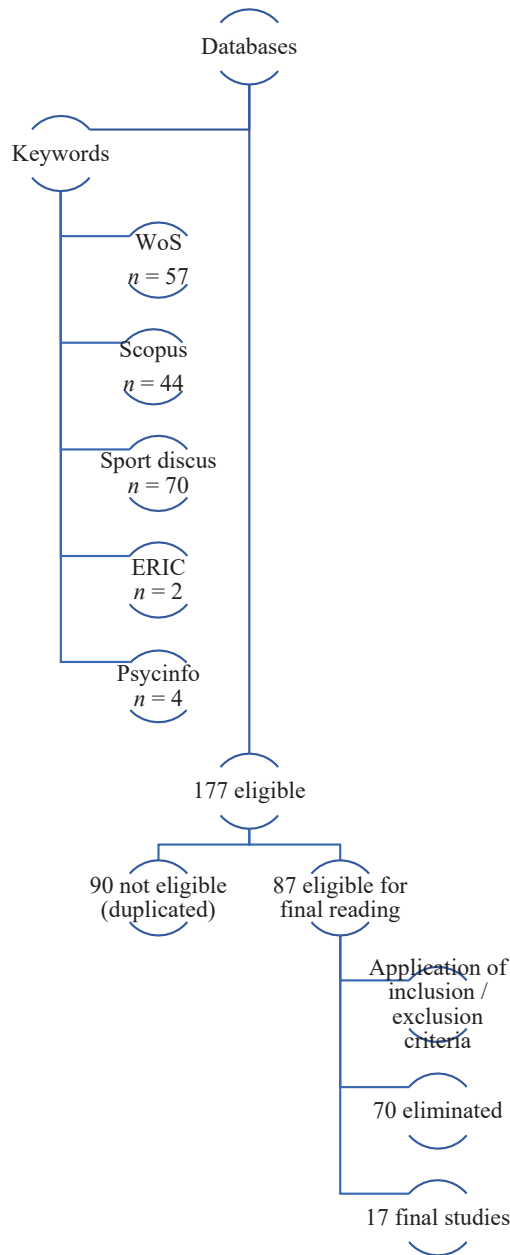 Databases
Keywords
WoS
n = 57
Scopus
n = 44
Sport discus
n = 70
ERIC
n = 2
Psycinfo
n = 4
177 eligible
90 not eligible
(duplicated)
87 eligible for
final reading
Application of
inclusion /
exclusion
criteria
70 eliminated
17 final studies